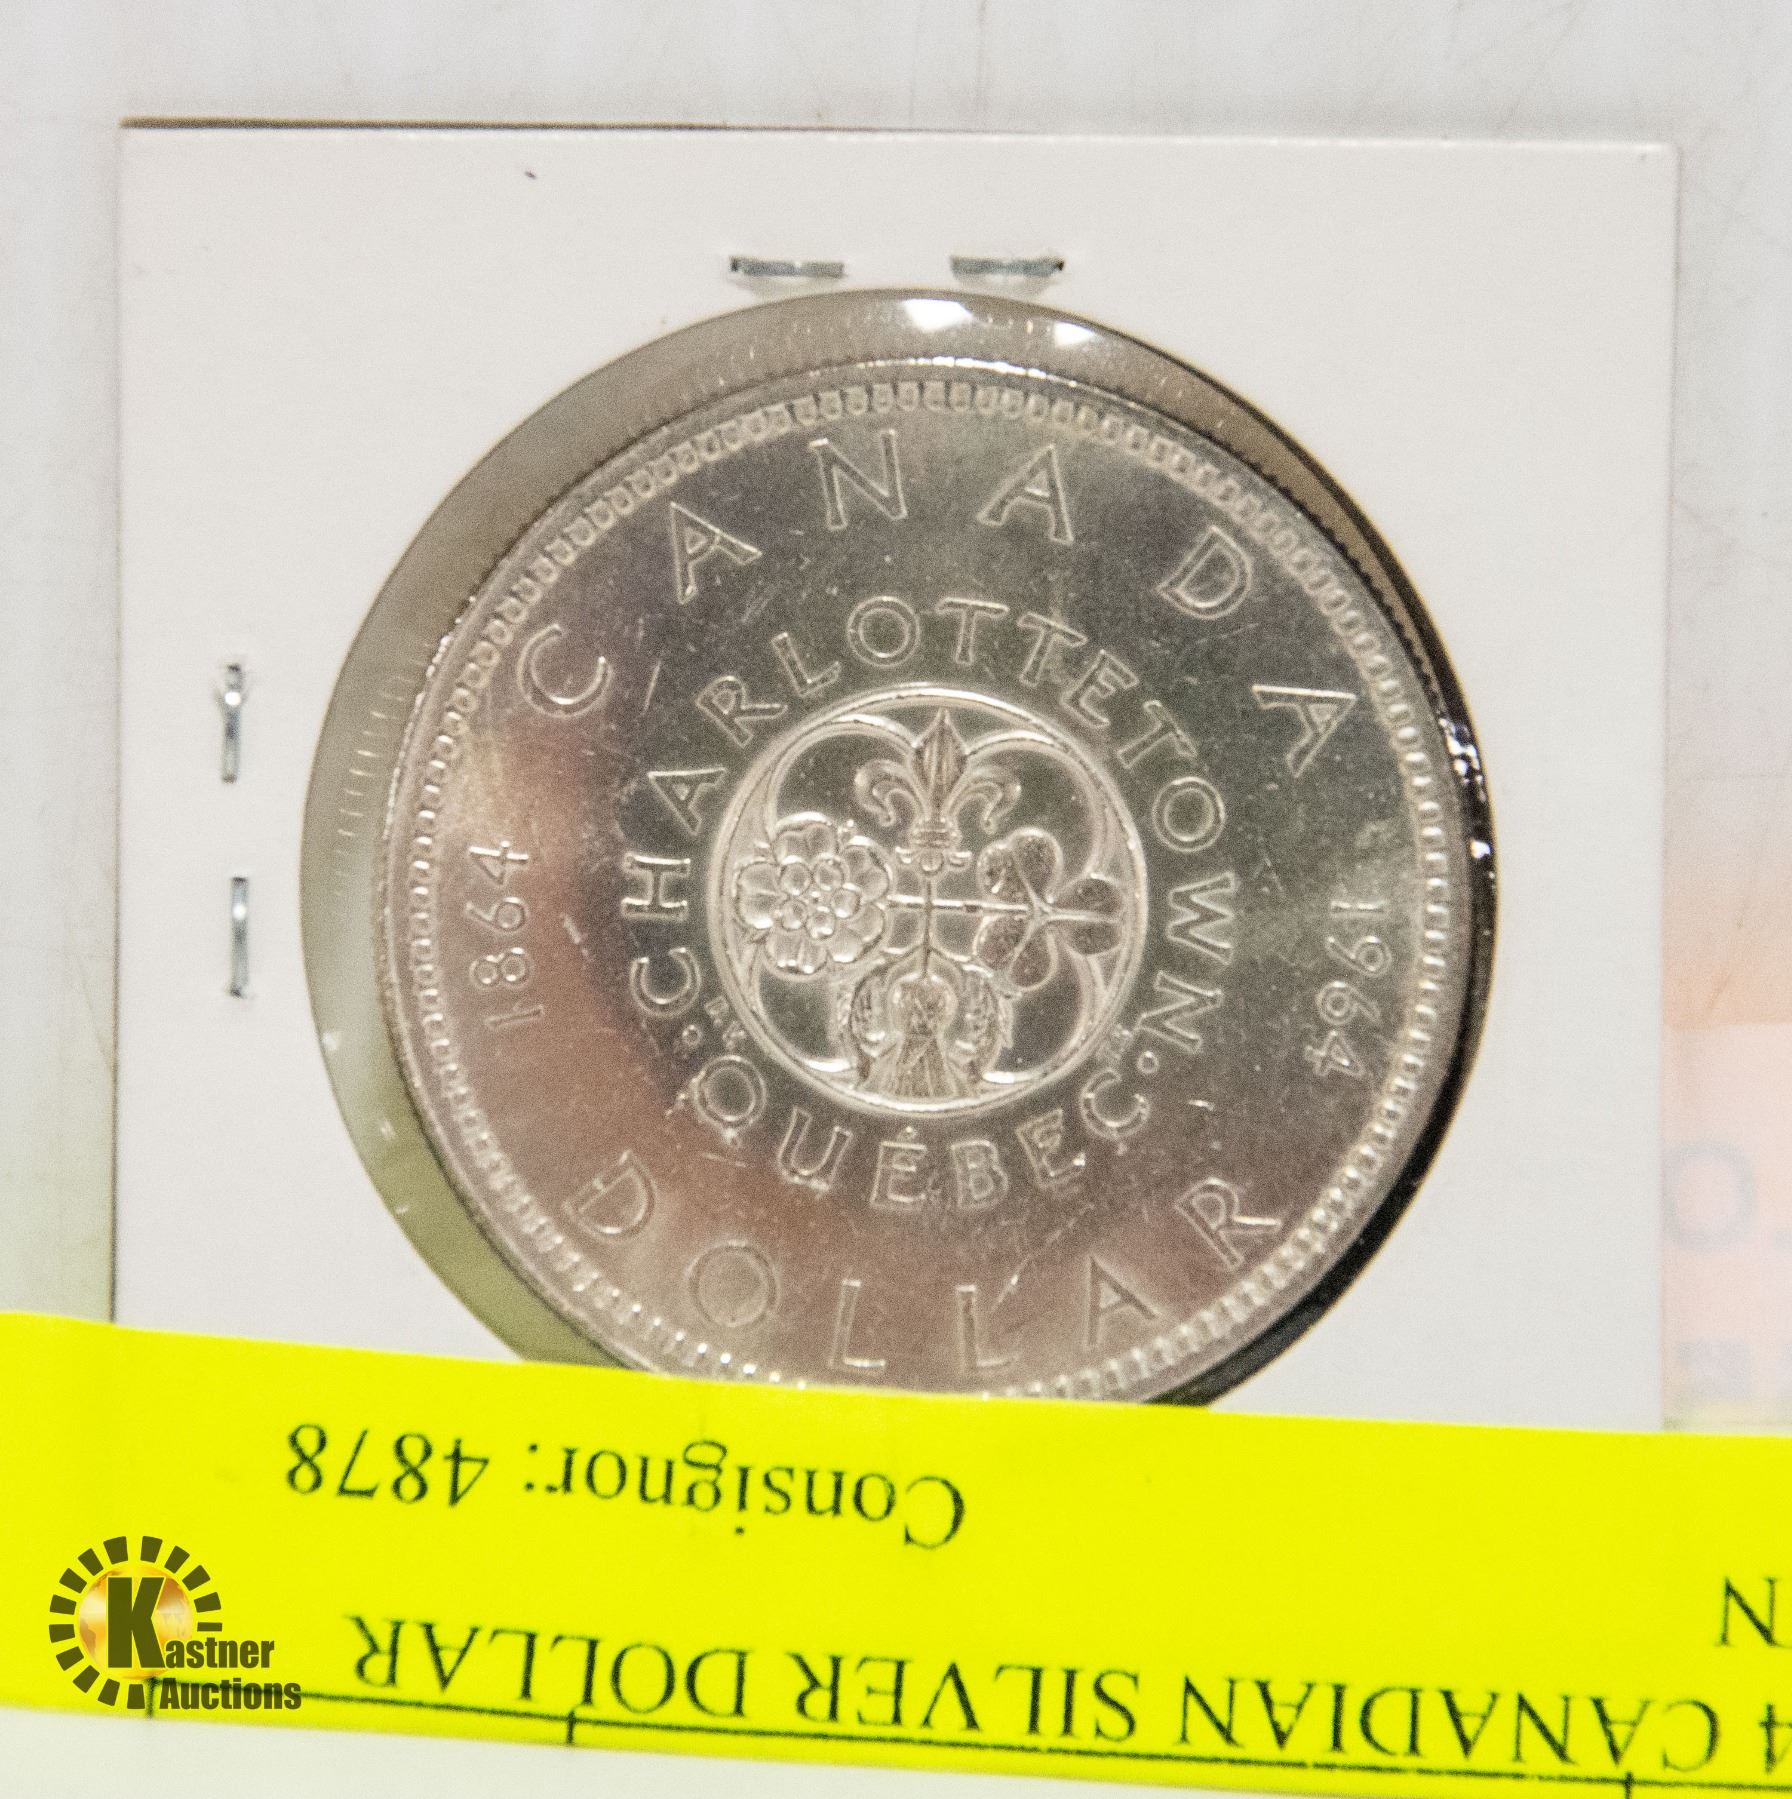 CANADA
1864
CHARLOTTETOWN
1964
· QUÉBEC ·
DOLLAR
Consignor: 4878
4 CANADIAN SILVER DOLLAR
Kastner
Auctions